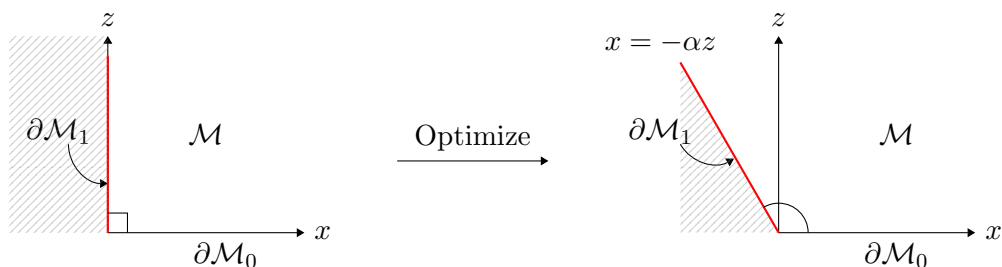 z
∂ℳ₁
ℳ
x
∂ℳ₀
Optimize
x = −αz
z
∂ℳ₁
ℳ
x
∂ℳ₀